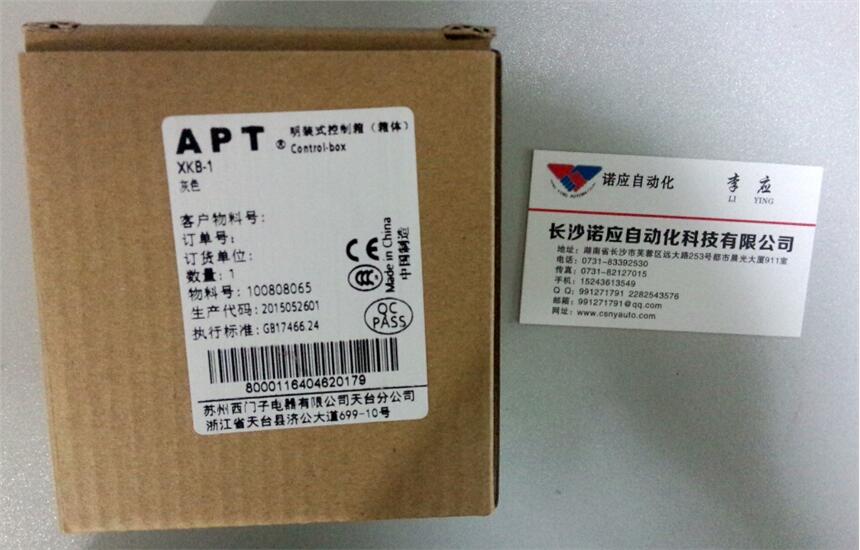 APT ® 明装式控制箱（箱体）
Control-box
XKB-1
灰色
客户物料号：
订单号：
订货单位：
数量：1
物料号：100808065
生产代码：2015052601
执行标准：GB17466.24
CE
CCC
Made in China
中国制造
QC
PASS
8000116404620179
苏州西门子电器有限公司天台分公司
浙江省天台县济公大道699-10号
诺应自动化
李 应
LI YING
长沙诺应自动化科技有限公司
地址：湖南省长沙市芙蓉区远大路253号都市晨光大厦911室
电话：0731-83392530
传真：0731-82127015
手机：15243613549
Q Q：991271791 2282543576
邮箱：991271791@qq.com
网址：www.csnyauto.com